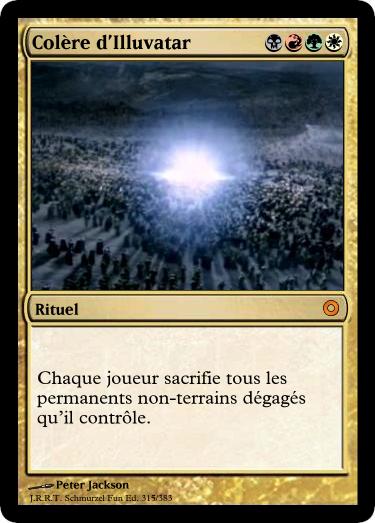 Colère d'Illuvatar
Rituel
Chaque joueur sacrifie tous les
permanents non-terrains dégagés
qu'il contrôle.
Peter Jackson
J.R.R.T. Schmurzel Fun Ed. 315/383